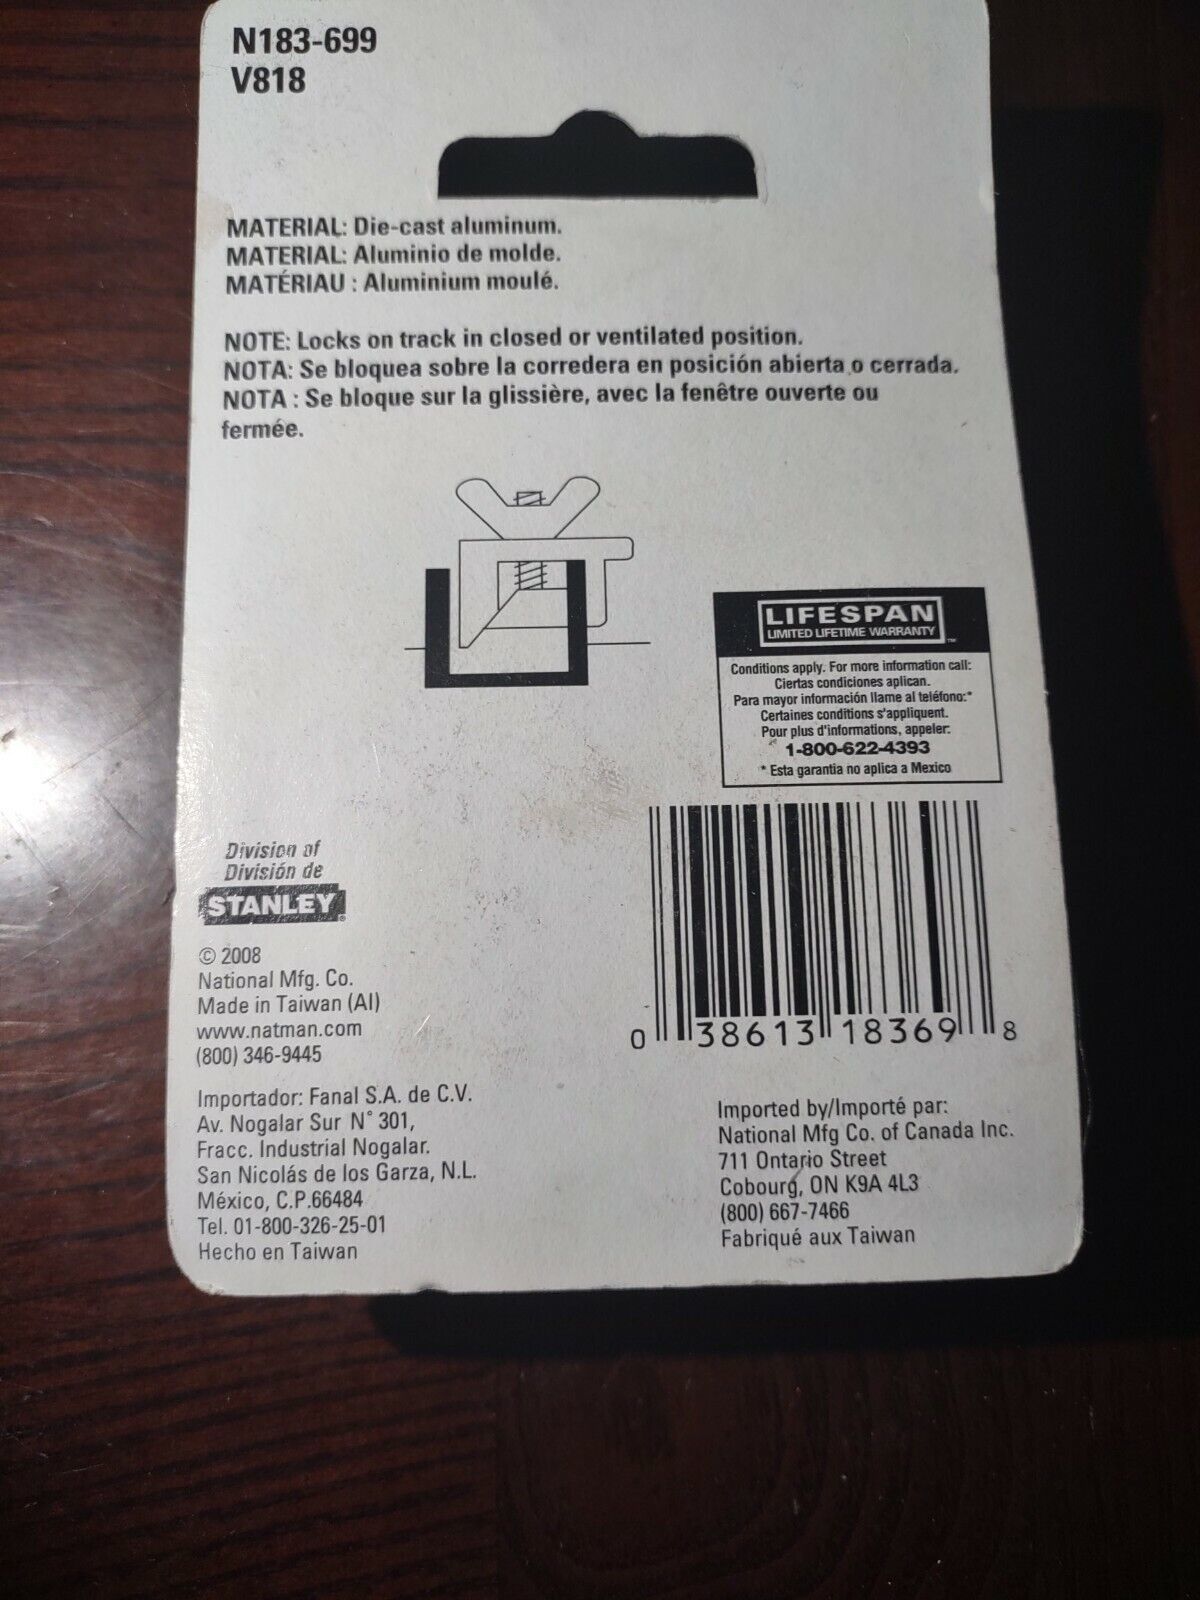 N183-699
V818
MATERIAL: Die-cast aluminum.
MATERIAL: Aluminio de molde.
MATÉRIAU : Aluminium moulé.
NOTE: Locks on track in closed or ventilated position.
NOTA: Se bloquea sobre la corredera en posición abierta o cerrada.
NOTA : Se bloque sur la glissière, avec la fenêtre ouverte ou
fermée.
LIFESPAN
LIMITED LIFETIME WARRANTY™
Conditions apply. For more information call:
Ciertas condiciones aplican.
Para mayor información llame al teléfono:*
Certaines conditions s'appliquent.
Pour plus d'informations, appeler:
1-800-622-4393
* Esta garantia no aplica a Mexico
Division of
División de
STANLEY®
© 2008
National Mfg. Co.
Made in Taiwan (AI)
www.natman.com
(800) 346-9445
0 38613 18369 8
Importador: Fanal S.A. de C.V.
Av. Nogalar Sur N° 301,
Fracc. Industrial Nogalar.
San Nicolás de los Garza, N.L.
México, C.P.66484
Tel. 01-800-326-25-01
Hecho en Taiwan
Imported by/Importé par:
National Mfg Co. of Canada Inc.
711 Ontario Street
Cobourg, ON K9A 4L3
(800) 667-7466
Fabriqué aux Taiwan